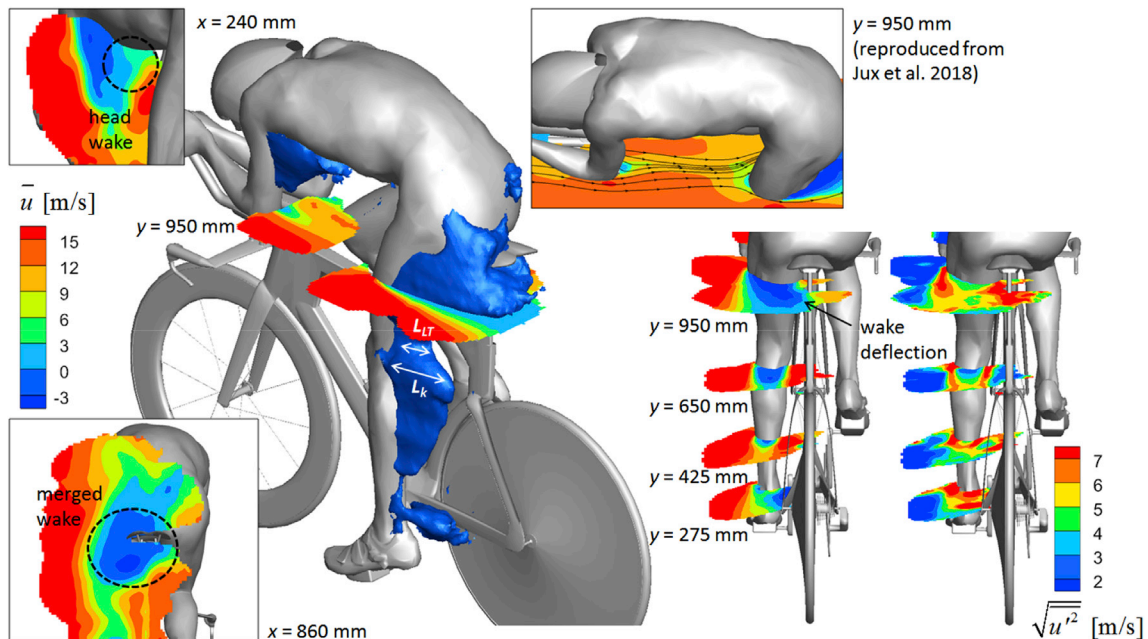 x = 240 mm
head
wake
y = 950 mm
(reproduced from
Jux et al. 2018)
u̅ [m/s]
15
12
9
6
3
0
-3
y = 950 mm
L_LT
L_k
merged
wake
x = 860 mm
y = 950 mm
wake
deflection
y = 650 mm
y = 425 mm
y = 275 mm
7
6
5
4
3
2
√u'² [m/s]